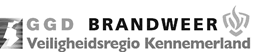 GGD BRANDWEER
Veiligheidsregio Kennemerland